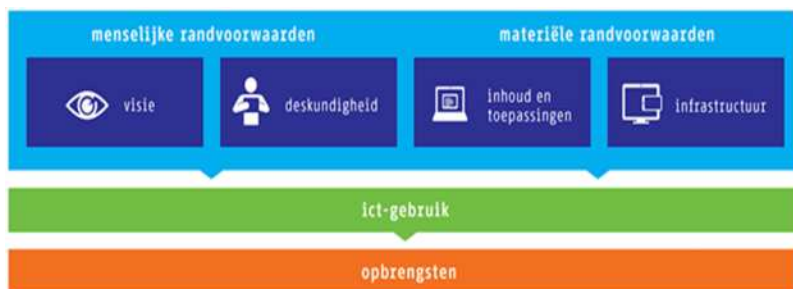 menselijke randvoorwaarden
materiële randvoorwaarden
visie
deskundigheid
inhoud en
toepassingen
infrastructuur
ict-gebruik
opbrengsten